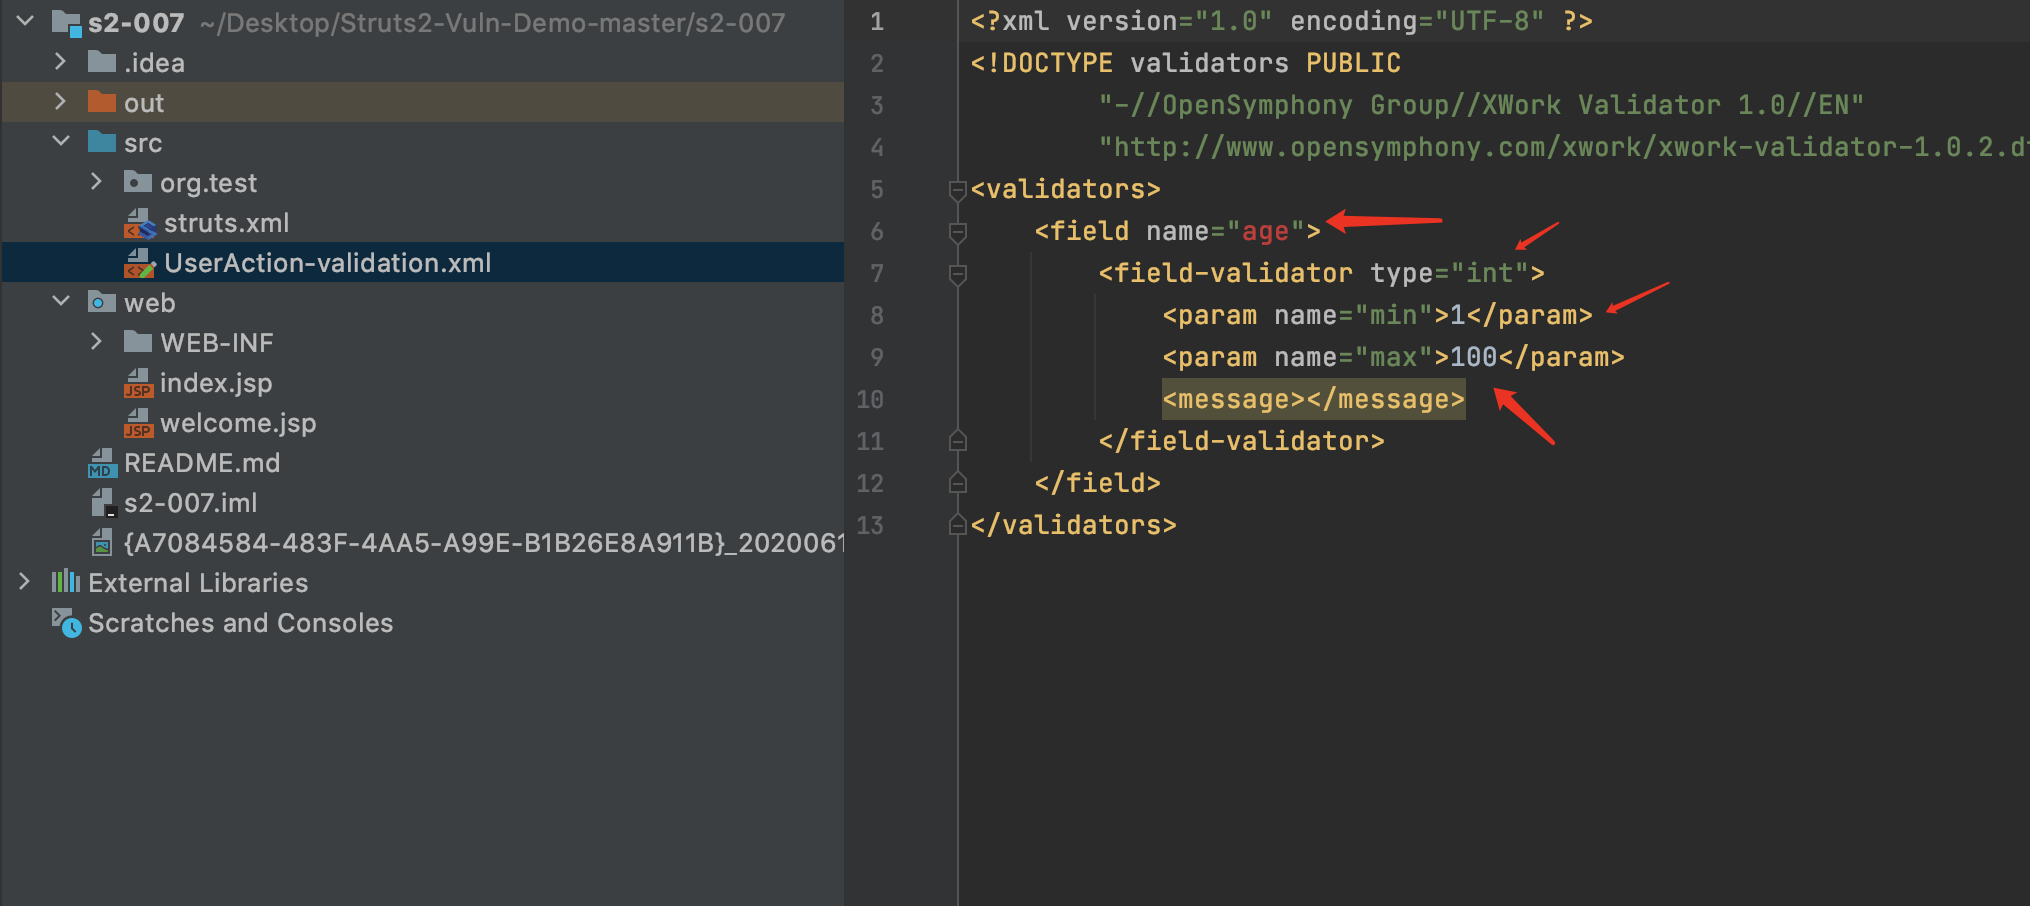 s2-007 ~/Desktop/Struts2-Vuln-Demo-master/s2-007
.idea
out
src
org.test
struts.xml
UserAction-validation.xml
web
WEB-INF
index.jsp
welcome.jsp
README.md
s2-007.iml
{A7084584-483F-4AA5-A99E-B1B26E8A911B}_2020061
External Libraries
Scratches and Consoles
1 <?xml version="1.0" encoding="UTF-8" ?>
2 <!DOCTYPE validators PUBLIC
3 "-//OpenSymphony Group//XWork Validator 1.0//EN"
4 "http://www.opensymphony.com/xwork/xwork-validator-1.0.2.dt
5 <validators>
6 <field name="age">
7 <field-validator type="int">
8 <param name="min">1</param>
9 <param name="max">100</param>
10 <message></message>
11 </field-validator>
12 </field>
13 </validators>